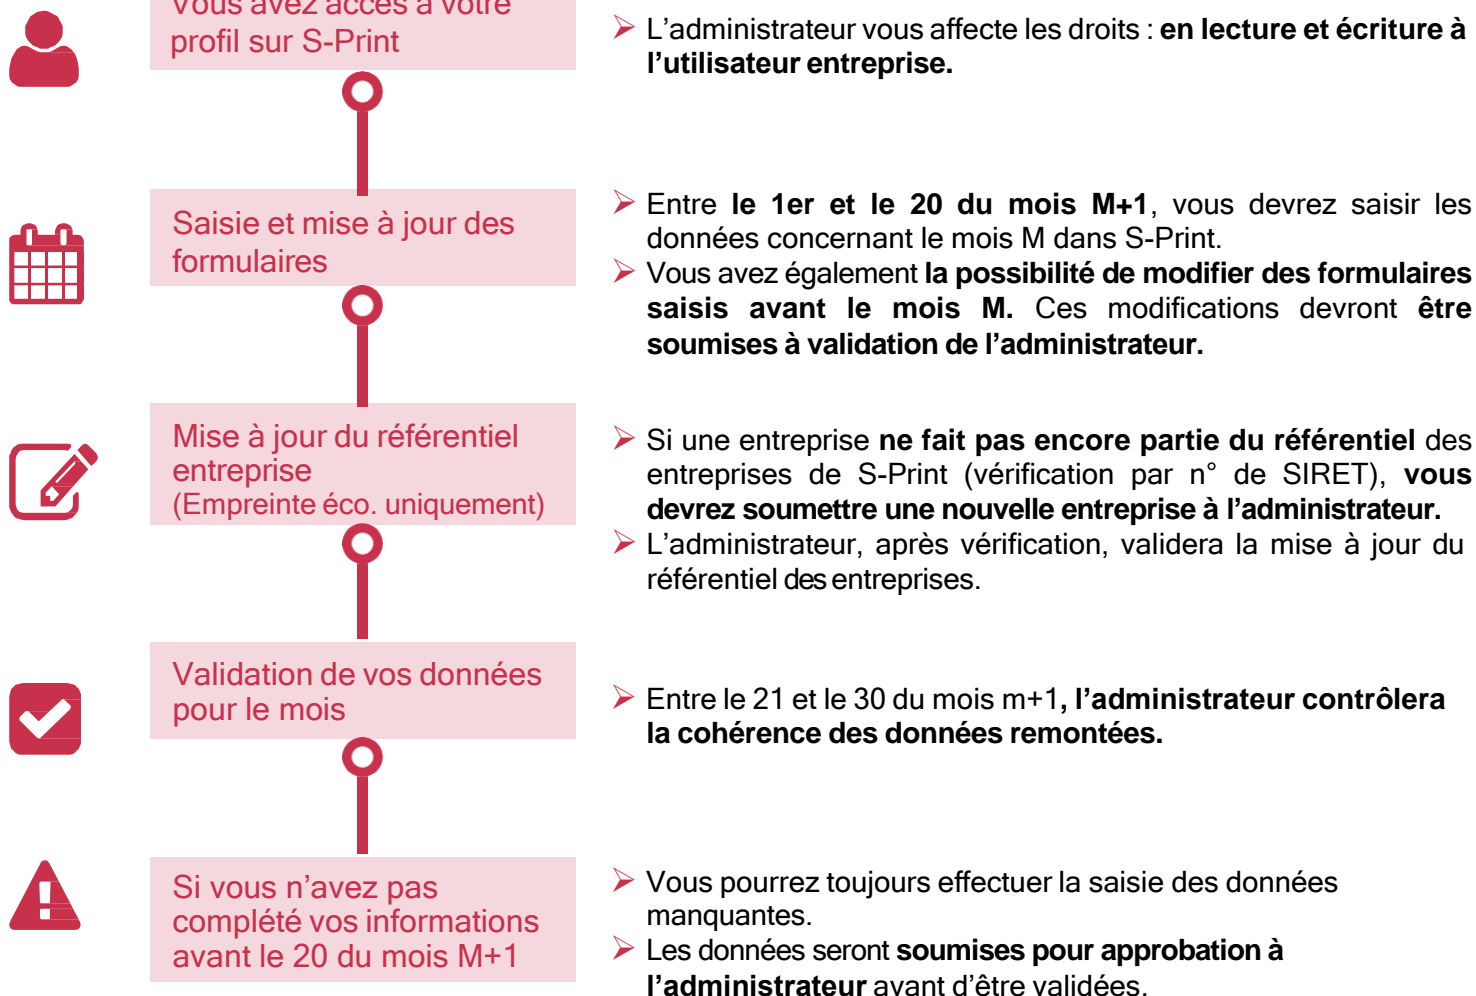 Vous avez accès à votre
profil sur S-Print
➢ L’administrateur vous affecte les droits : en lecture et écriture à
l’utilisateur entreprise.
Saisie et mise à jour des
formulaires
➢ Entre le 1er et le 20 du mois M+1, vous devrez saisir les
données concernant le mois M dans S-Print.
➢ Vous avez également la possibilité de modifier des formulaires
saisis avant le mois M. Ces modifications devront être
soumises à validation de l’administrateur.
Mise à jour du référentiel
entreprise
(Empreinte éco. uniquement)
➢ Si une entreprise ne fait pas encore partie du référentiel des
entreprises de S-Print (vérification par n° de SIRET), vous
devrez soumettre une nouvelle entreprise à l’administrateur.
➢ L’administrateur, après vérification, validera la mise à jour du
référentiel des entreprises.
Validation de vos données
pour le mois
➢ Entre le 21 et le 30 du mois m+1, l’administrateur contrôlera
la cohérence des données remontées.
Si vous n’avez pas
complété vos informations
avant le 20 du mois M+1
➢ Vous pourrez toujours effectuer la saisie des données
manquantes.
➢ Les données seront soumises pour approbation à
l’administrateur avant d’être validées.